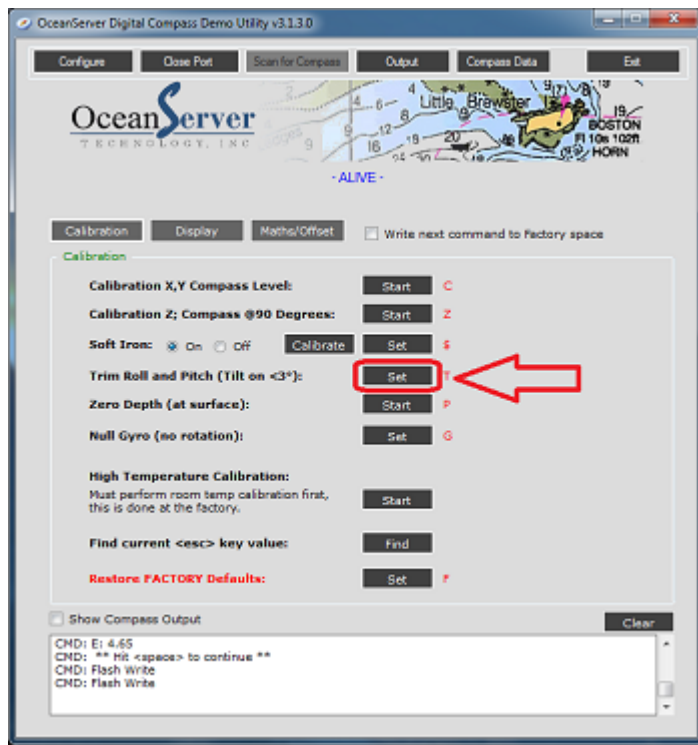 OceanServer Digital Compass Demo Utility v3.1.3.0
Configure Close Port Scan for Compass Output Compass Data Exit
OceanServer
TECHNOLOGY, INC
Little Brewster I
BOSTON
Fl 10s 102ft
HORN
- ALIVE -
Calibration Display Maths/Offset Write next command to Factory space
Calibration
Calibration X,Y Compass Level: Start C
Calibration Z; Compass @90 Degrees: Start Z
Soft Iron: On Off Calibrate Set $
Trim Roll and Pitch (Tilt on <3°): Set T
Zero Depth (at surface): Start P
Null Gyro (no rotation): Set G
High Temperature Calibration:
Must perform room temp calibration first,
this is done at the factory. Start
Find current <esc> key value: Find
Restore FACTORY Defaults: Set F
Show Compass Output Clear
CMD: E: 4.65
CMD: ** Hit <space> to continue **
CMD: Flash Write
CMD: Flash Write